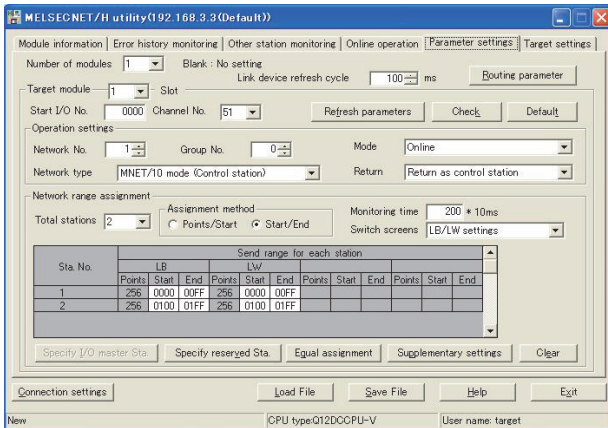 MELSECNET/H utility(192.168.3.3(Default))
Module information Error history monitoring Other station monitoring Online operation Parameter settings Target settings
Number of modules 1 Blank : No setting
Link device refresh cycle 100 ms Routing parameter
Target module 1 Slot
Start I/O No. 0000 Channel No. 51 Refresh parameters Check Default
Operation settings
Network No. 1 Group No. 0 Mode Online
Network type MNET/10 mode (Control station) Return Return as control station
Network range assignment
Total stations 2 Assignment method Points/Start Start/End Monitoring time 200 * 10ms
Switch screens LB/LW settings
Sta. No. Send range for each station
LB LW
Points Start End Points Start End Points Start End Points Start End
1 256 0000 00FF 256 0000 00FF
2 256 0100 01FF 256 0100 01FF
Specify I/O master Sta. Specify reserved Sta. Equal assignment Supplementary settings Clear
Connection settings Load File Save File Help Exit
New CPU type:Q12DCCPU-V User name: target